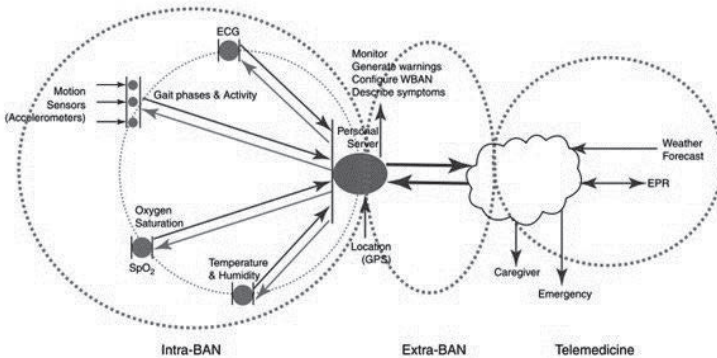 ECG
Monitor
Generate warnings
Configure WBAN
Describe symptoms
Motion
Sensors
(Accelerometers)
Gait phases & Activity
Personal
Server
Weather
Forecast
EPR
Oxygen
Saturation
SpO₂
Temperature
& Humidity
Location
(GPS)
Caregiver
Emergency
Intra-BAN
Extra-BAN
Telemedicine